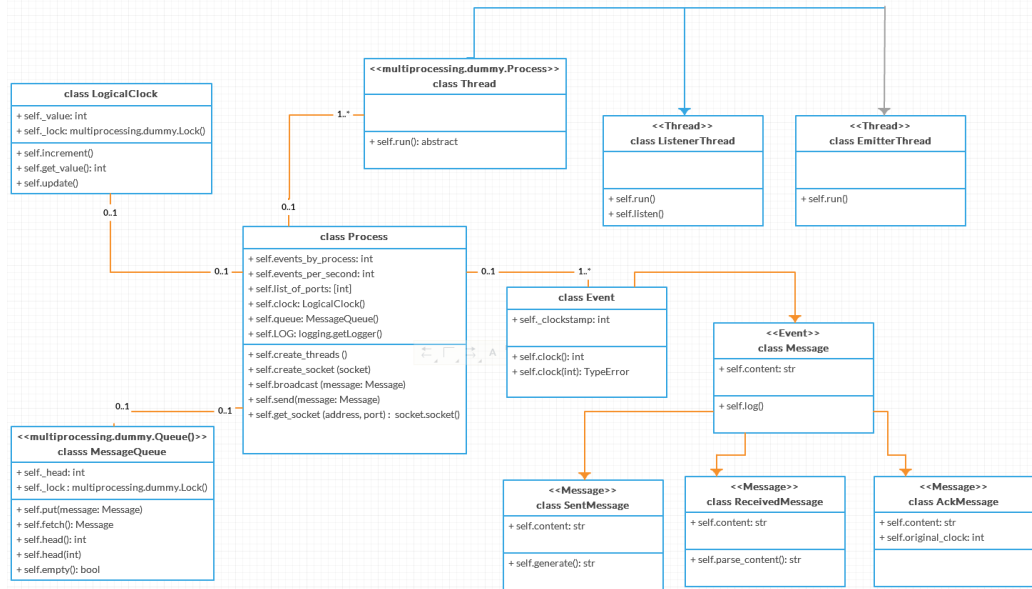 <<multiprocessing.dummy.Process>>
class Thread
+ self.run(): abstract
class LogicalClock
+ self._value: int
+ self._lock: multiprocessing.dummy.Lock()
+ self.increment()
+ self.get_value(): int
+ self.update()
<<Thread>>
class ListenerThread
+ self.run()
+ self.listen()
<<Thread>>
class EmitterThread
+ self.run()
1..*
0..1
0..1
0..1
class Process
+ self.events_by_process: int
+ self.events_per_second: int
+ self.list_of_ports: [int]
+ self.clock: LogicalClock()
+ self.queue: MessageQueue()
+ self.LOG: logging.getLogger()
+ self.create_threads ()
+ self.create_socket (socket)
+ self.broadcast (message: Message)
+ self.send(message: Message)
+ self.get_socket (address, port) : socket.socket()
0..1
1..*
class Event
+ self._clockstamp: int
+ self.clock(): int
+ self.clock(int): TypeError
A
<<Event>>
class Message
+ self.content: str
+ self.log()
0..1
0..1
<<multiprocessing.dummy.Queue()>>
classs MessageQueue
+ self._head: int
+ self._lock : multiprocessing.dummy.Lock()
+ self.put(message: Message)
+ self.fetch(): Message
+ self.head(): int
+ self.head(int)
+ self.empty(): bool
<<Message>>
class SentMessage
+ self.content: str
+ self.generate(): str
<<Message>>
class ReceivedMessage
+ self.content: str
+ self.parse_content(): str
<<Message>>
class AckMessage
+ self.content: str
+ self.original_clock: int